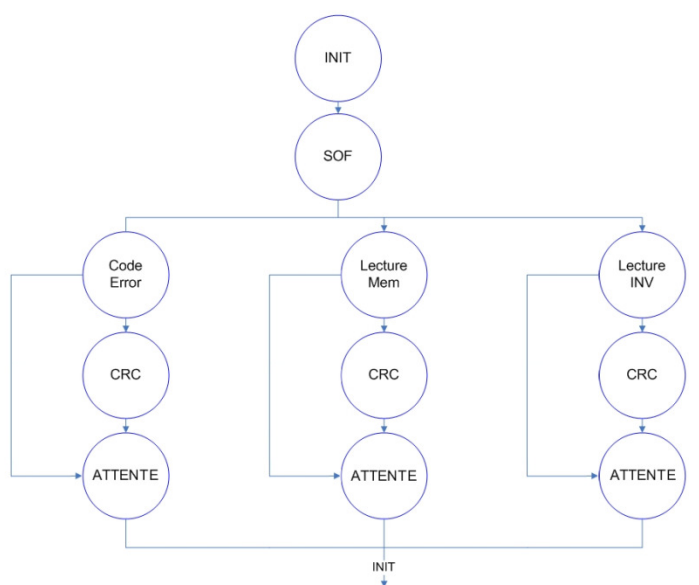 INIT
SOF
Code
Error
Lecture
Mem
Lecture
INV
CRC
CRC
CRC
ATTENTE
ATTENTE
ATTENTE
INIT